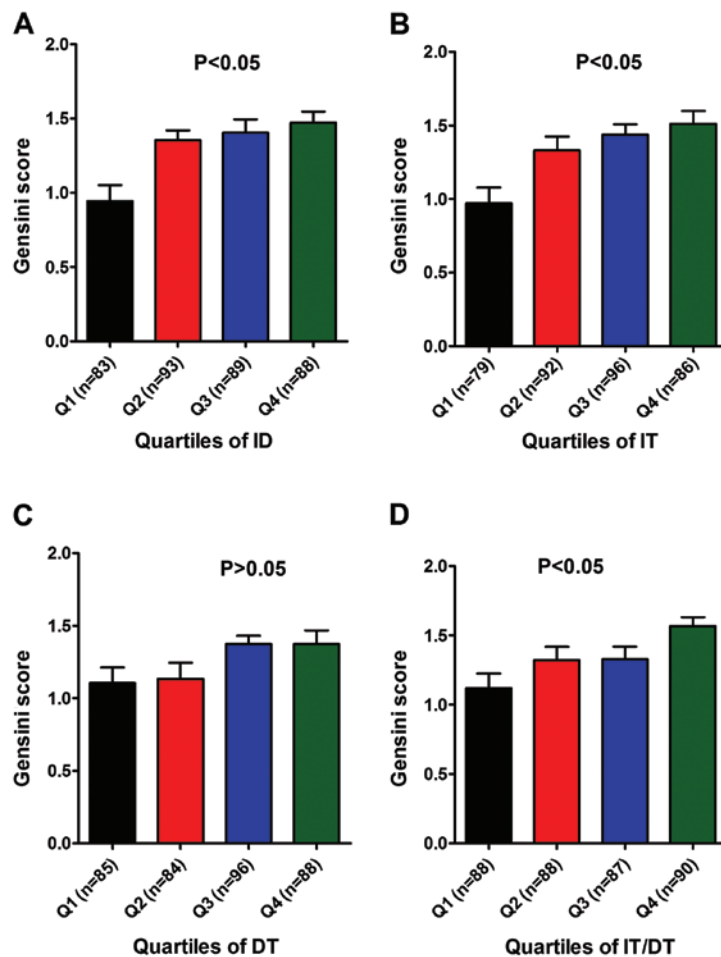 A
P<0.05
Gensini score
2.0
1.5
1.0
0.5
0.0
Q1 (n=83)
Q2 (n=93)
Q3 (n=89)
Q4 (n=88)
Quartiles of ID
B
P<0.05
Gensini score
2.0
1.5
1.0
0.5
0.0
Q1 (n=79)
Q2 (n=92)
Q3 (n=96)
Q4 (n=86)
Quartiles of IT
C
P>0.05
Gensini score
2.0
1.5
1.0
0.5
0.0
Q1 (n=85)
Q2 (n=84)
Q3 (n=96)
Q4 (n=88)
Quartiles of DT
D
P<0.05
Gensini score
2.0
1.5
1.0
0.5
0.0
Q1 (n=88)
Q2 (n=88)
Q3 (n=87)
Q4 (n=90)
Quartiles of IT/DT